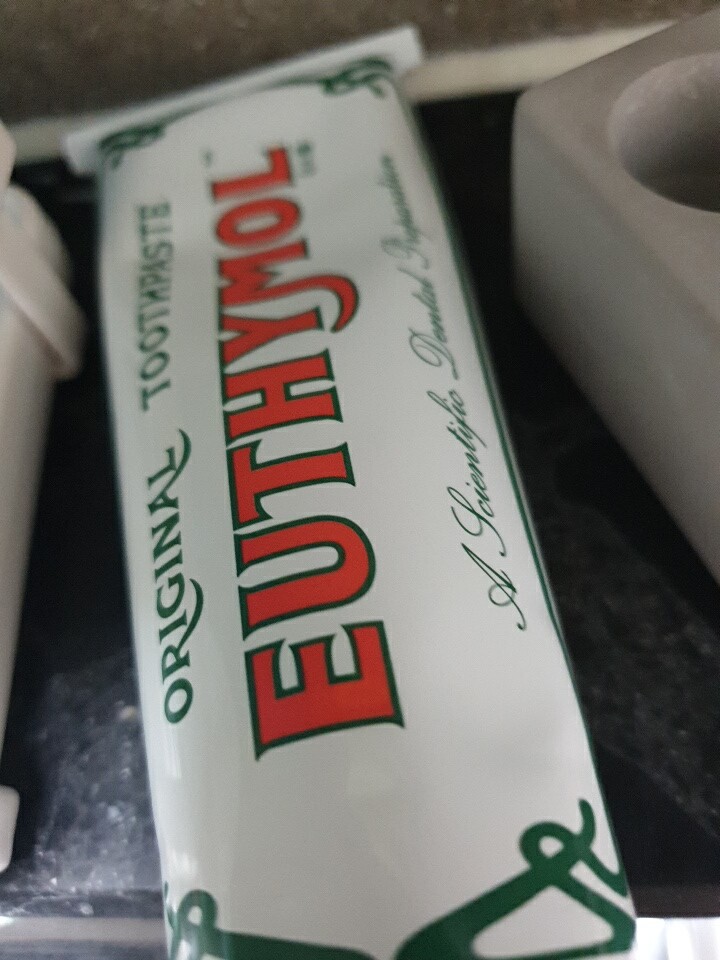 ORIGINAL TOOTHPASTE
EUTHYMOL
A Scientific Dental Preparation